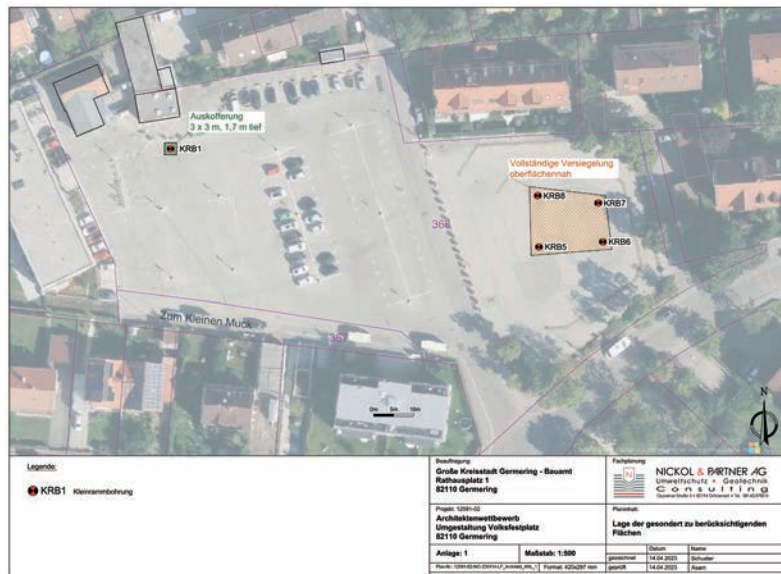 Auskofferung
3 x 3 m, 1,7 m tief
KRB1
Vollständige Versiegelung
oberflächennah
KRB8
KRB7
368
KRB5
KRB6
Zum Kleinen Muck
367
0m 5m 10m
N
Legende:
KRB1 Kleinrammbohrung
Beauftragung
Große Kreisstadt Germering - Bauamt
Rathausplatz 1
82110 Germering
Fachplanung
NICKOL & PARTNER AG
Umweltschutz • Geotechnik
Consulting
Projekt: 12591-02
Architektenwettbewerb
Umgestaltung Volksfestplatz
82110 Germering
Planinhalt:
Lage der gesondert zu berücksichtigenden
Flächen
Anlage: 1 Maßstab: 1:500
Datum: Name:
gezeichnet 14.04.2023 Schuster
Format: 420x297 mm
geprüft 14.04.2023 Azam